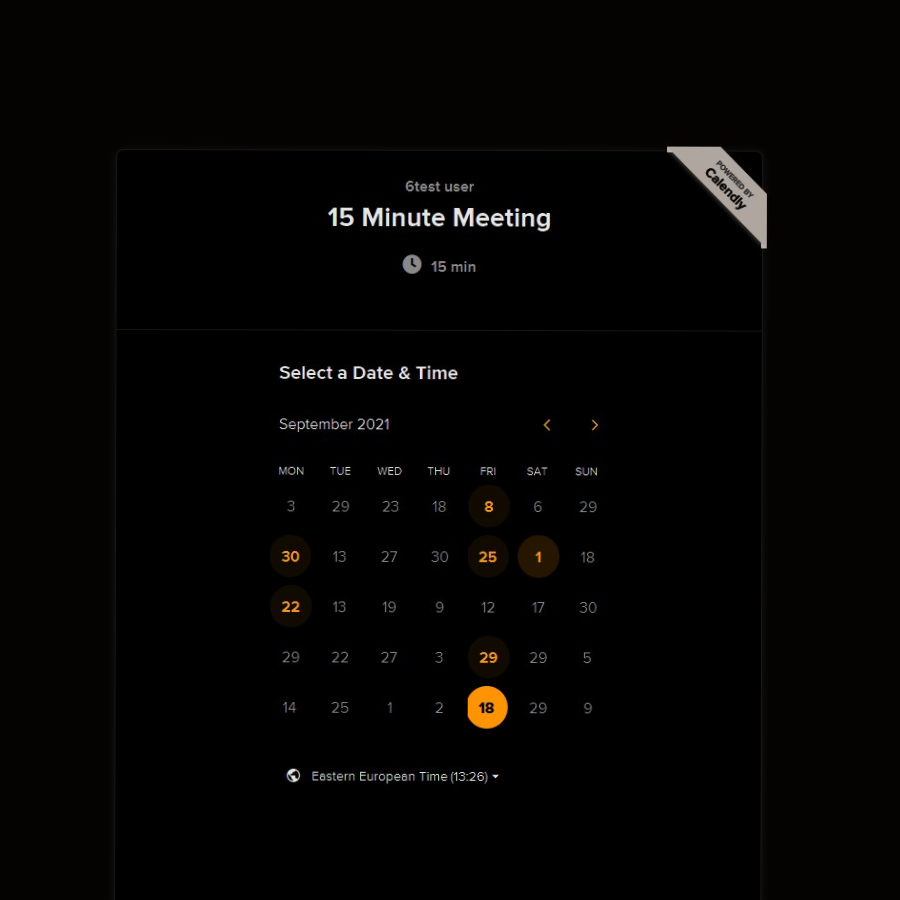 POWERED BY
Calendly
6test user
15 Minute Meeting
15 min
Select a Date & Time
September 2021
MON TUE WED THU FRI SAT SUN
3 29 23 18 8 6 29
30 13 27 30 25 1 18
22 13 19 9 12 17 30
29 22 27 3 29 29 5
14 25 1 2 18 29 9
Eastern European Time (13:26)